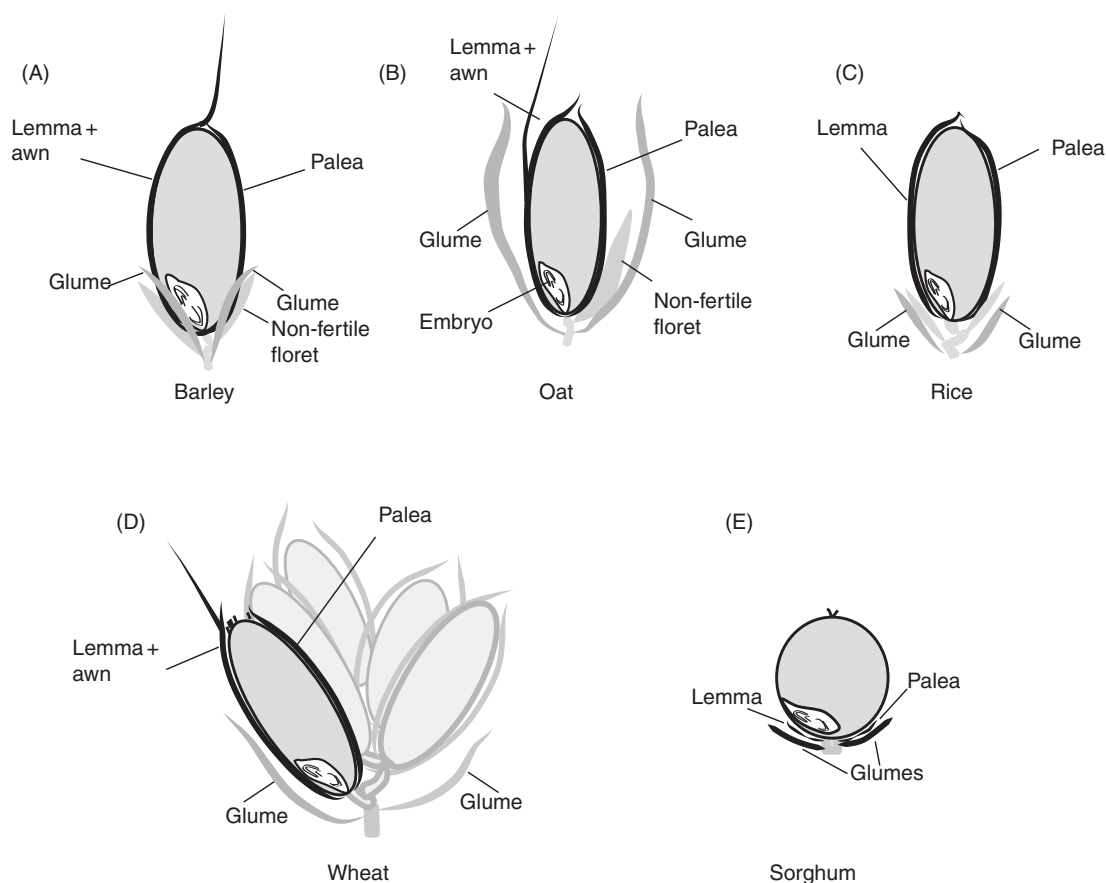 (A)
Lemma +
awn
Palea
Glume
Glume
Non-fertile
floret
Barley
(B)
Lemma +
awn
Palea
Glume
Glume
Embryo
Non-fertile
floret
Oat
(C)
Lemma
Palea
Glume
Glume
Rice
(D)
Palea
Lemma +
awn
Glume
Glume
Wheat
(E)
Lemma
Palea
Glumes
Sorghum